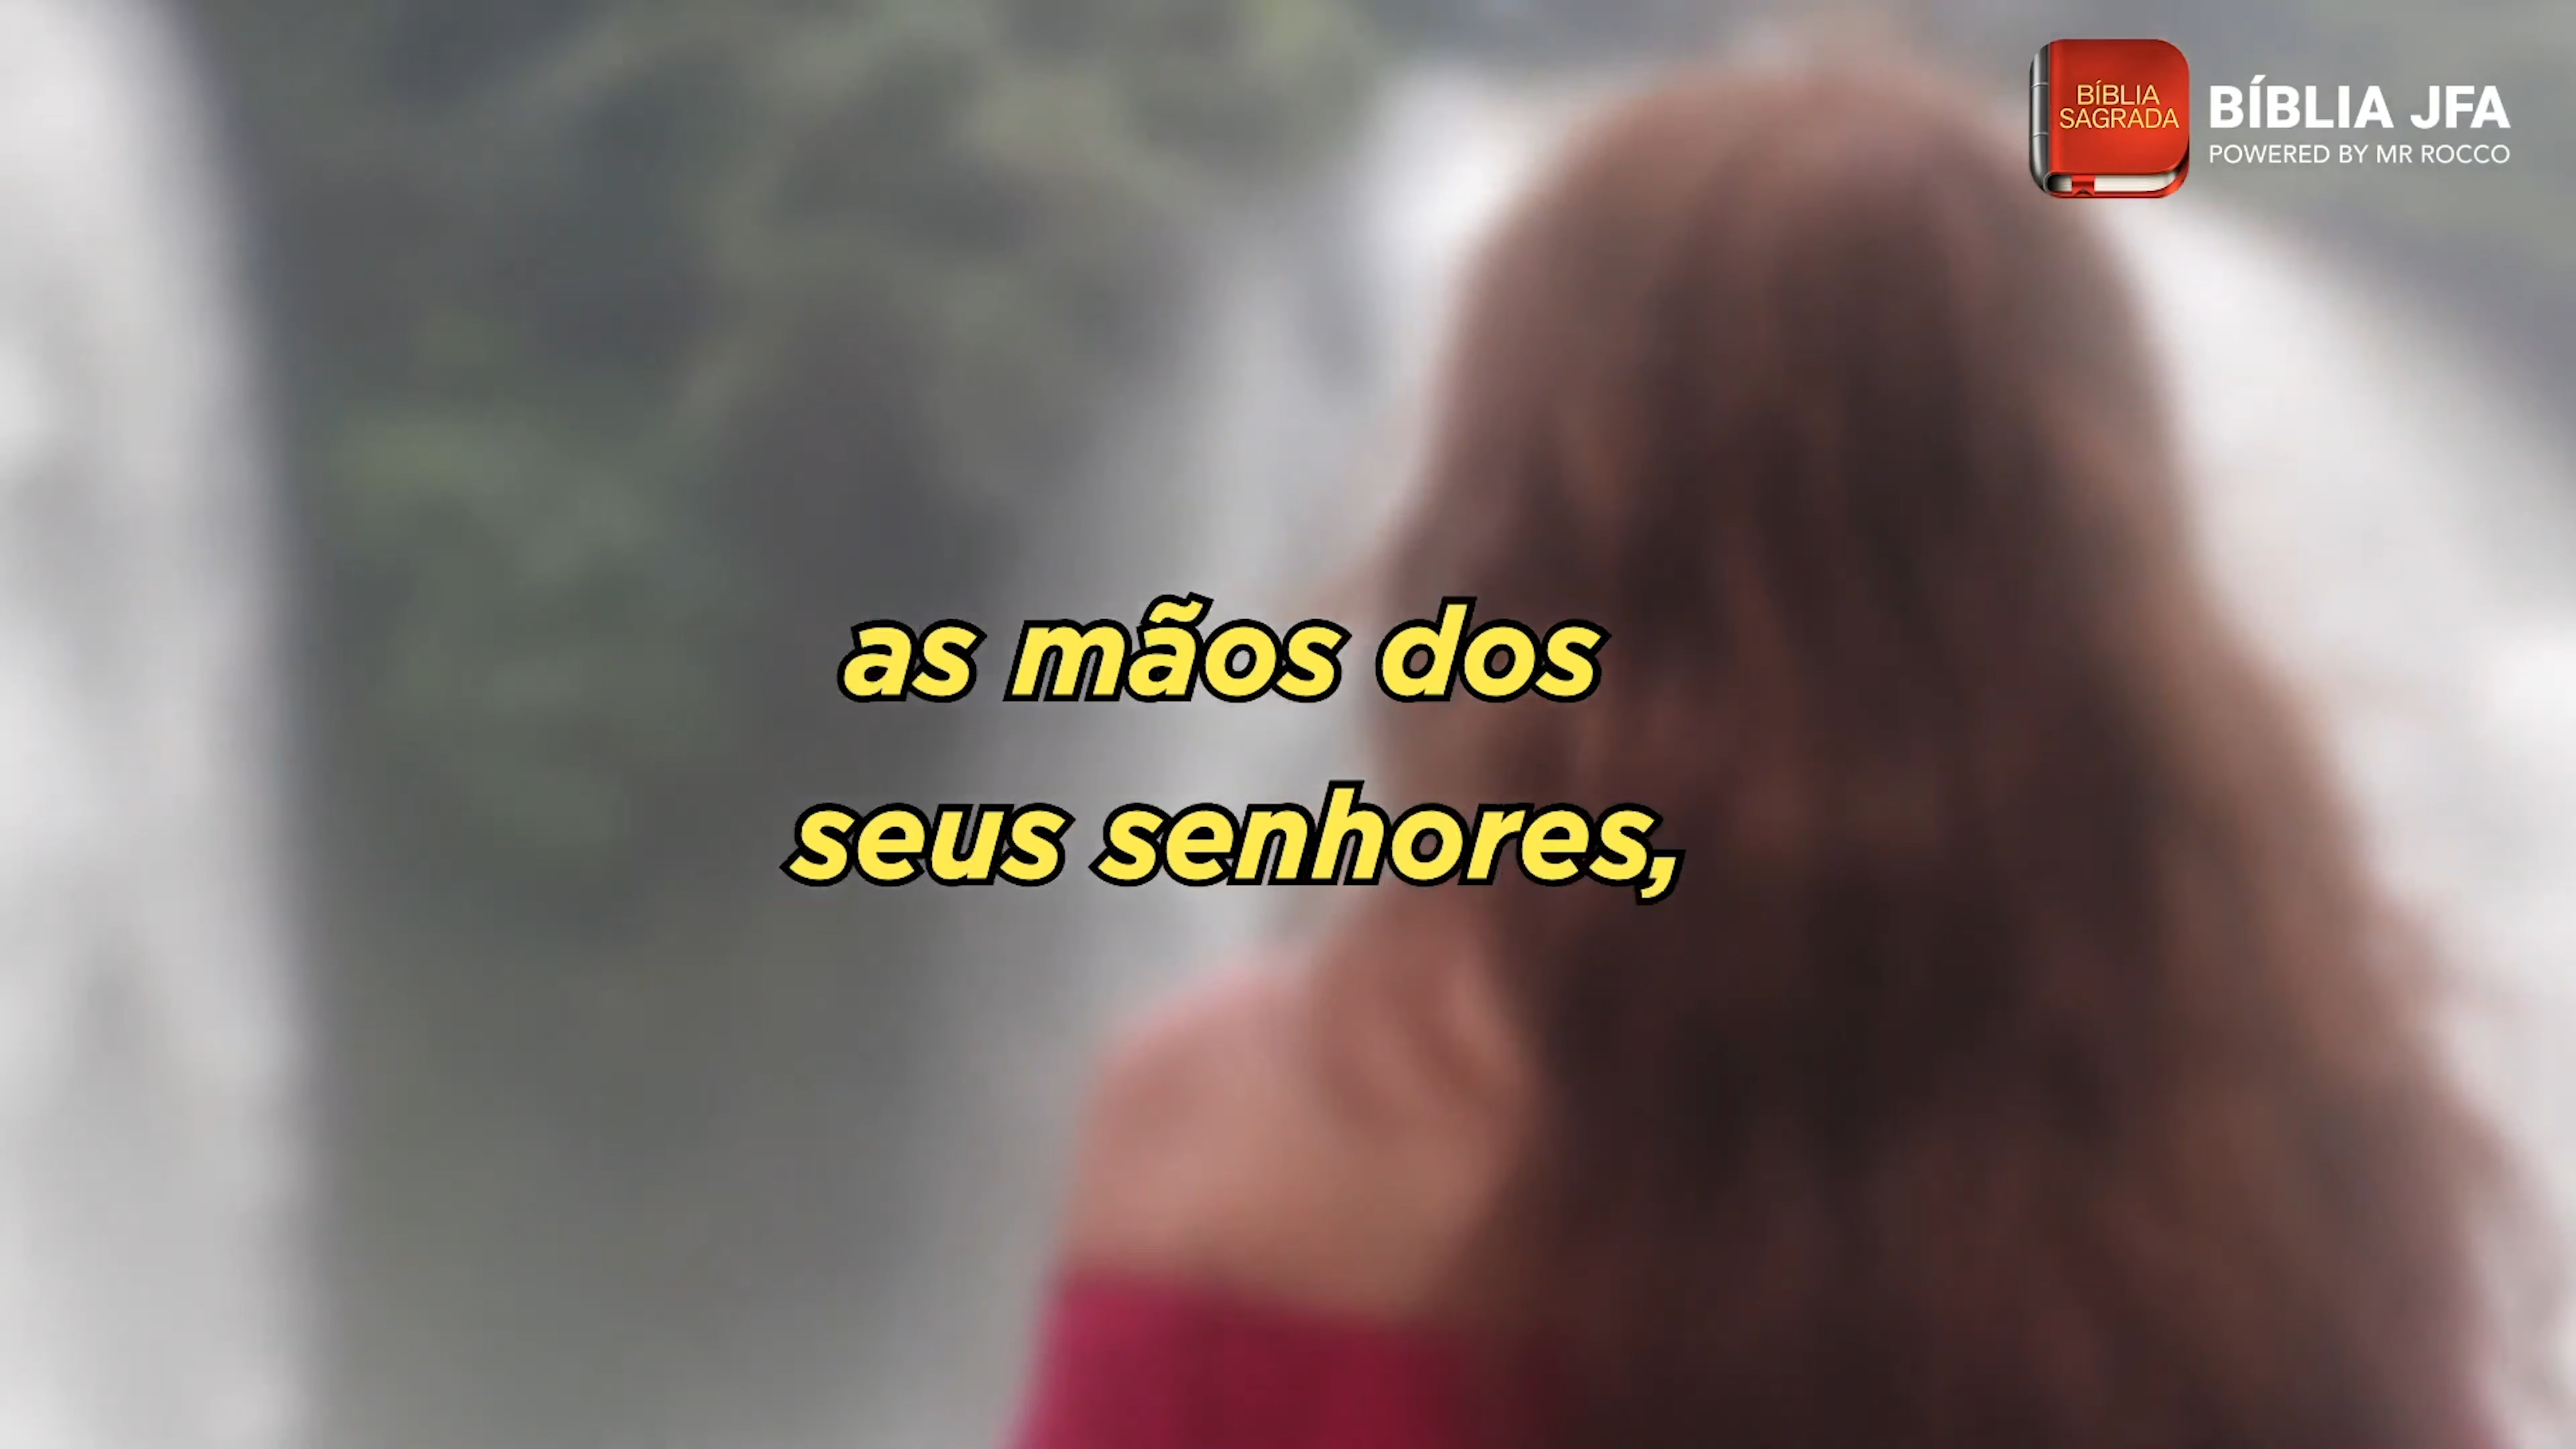 BÍBLIA
SAGRADA
BÍBLIA JFA
POWERED BY MR ROCCO
as mãos dos
seus senhores,